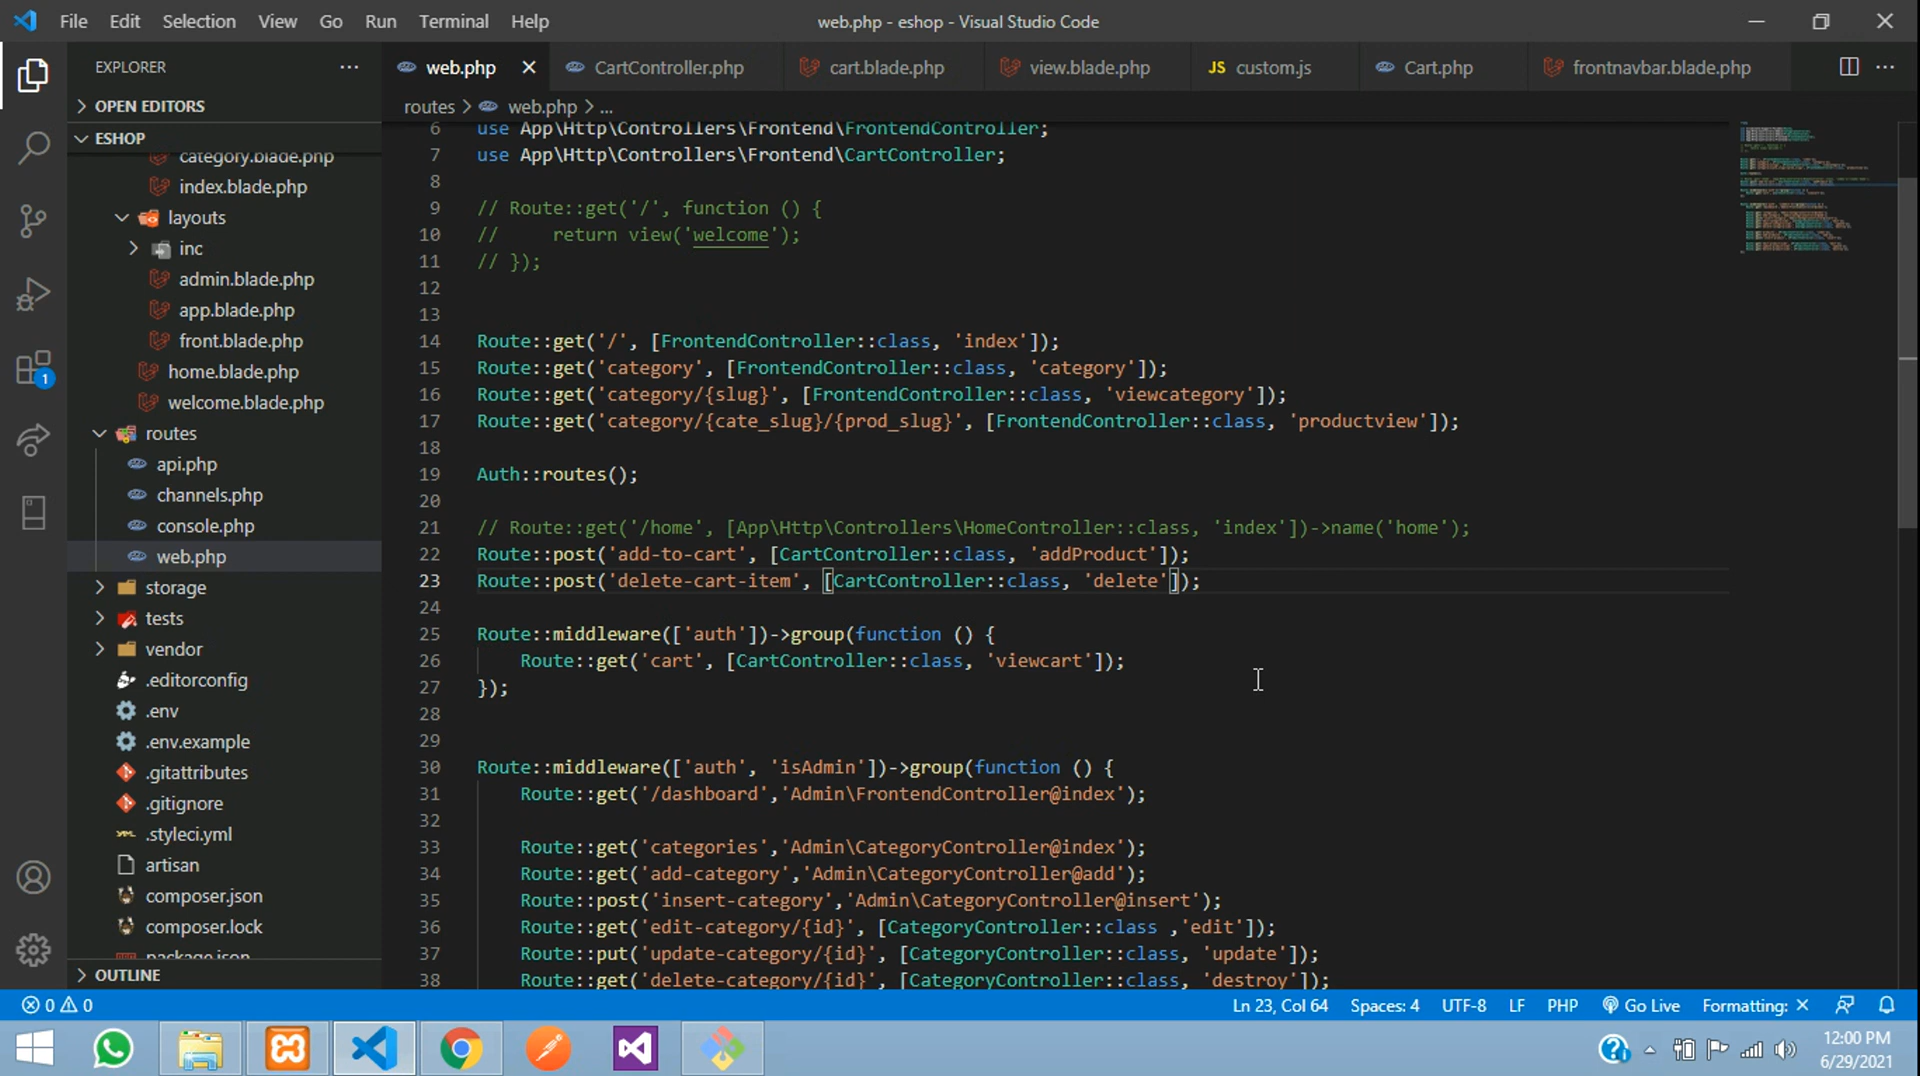 File Edit Selection View Go Run Terminal Help
web.php - eshop - Visual Studio Code
EXPLORER
web.php
CartController.php
cart.blade.php
view.blade.php
JS custom.js
Cart.php
frontnavbar.blade.php
OPEN EDITORS
routes > web.php > ...
ESHOP
category.blade.php
index.blade.php
layouts
inc
admin.blade.php
app.blade.php
front.blade.php
home.blade.php
welcome.blade.php
routes
api.php
channels.php
console.php
web.php
storage
tests
vendor
.editorconfig
.env
.env.example
.gitattributes
.gitignore
.styleci.yml
artisan
composer.json
composer.lock
package.json
OUTLINE
1
6 use App\Http\Controllers\Frontend\FrontendController;
7 use App\Http\Controllers\Frontend\CartController;
8
9 // Route::get('/', function () {
10 //     return view('welcome');
11 // });
12
13
14 Route::get('/', [FrontendController::class, 'index']);
15 Route::get('category', [FrontendController::class, 'category']);
16 Route::get('category/{slug}', [FrontendController::class, 'viewcategory']);
17 Route::get('category/{cate_slug}/{prod_slug}', [FrontendController::class, 'productview']);
18
19 Auth::routes();
20
21 // Route::get('/home', [App\Http\Controllers\HomeController::class, 'index'])->name('home');
22 Route::post('add-to-cart', [CartController::class, 'addProduct']);
23 Route::post('delete-cart-item', [CartController::class, 'delete']);
24
25 Route::middleware(['auth'])->group(function () {
26     Route::get('cart', [CartController::class, 'viewcart']);
27 });
28
29
30 Route::middleware(['auth', 'isAdmin'])->group(function () {
31     Route::get('/dashboard','Admin\FrontendController@index');
32
33     Route::get('categories','Admin\CategoryController@index');
34     Route::get('add-category','Admin\CategoryController@add');
35     Route::post('insert-category','Admin\CategoryController@insert');
36     Route::get('edit-category/{id}', [CategoryController::class ,'edit']);
37     Route::put('update-category/{id}', [CategoryController::class, 'update']);
38     Route::get('delete-category/{id}', [CategoryController::class, 'destroy']);
0 0
Ln 23, Col 64 Spaces: 4 UTF-8 LF PHP Go Live Formatting: ×
12:00 PM
6/29/2021